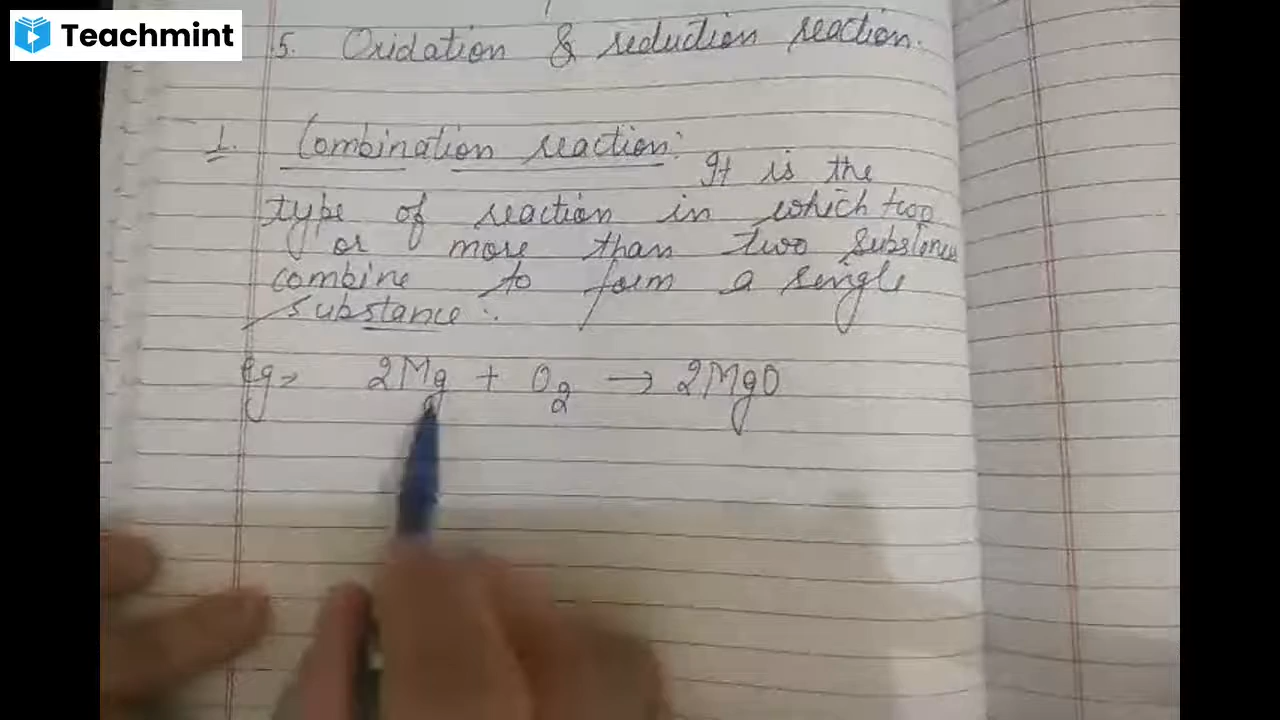 Teachmint
5. Oxidation & reduction reaction.
1. Combination reaction:
It is the
type of reaction in which two
or more than two substances
combine to form a single
substance.
Eg- 2Mg + O2 → 2MgO